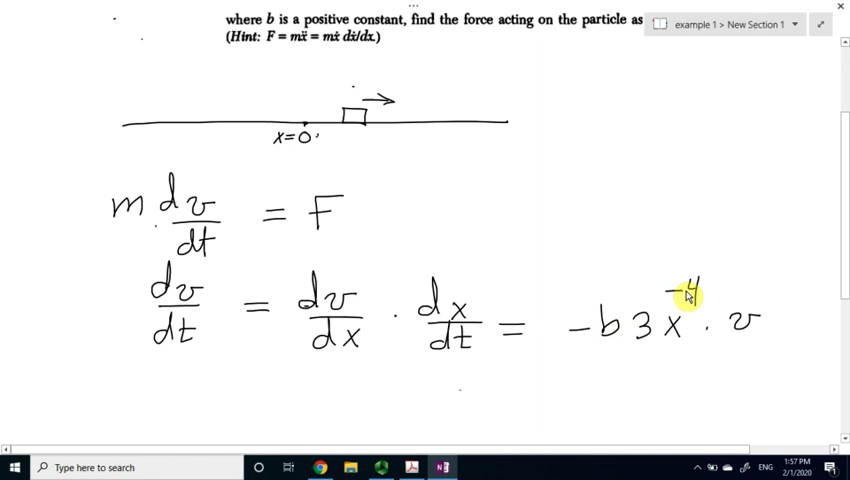 where b is a positive constant, find the force acting on the particle as
(Hint: F = mẍ = mẋ dẋ/dx.)
example 1 > New Section 1
x=0
m dv/dt = F
dv/dt = dv/dx · dx/dt = -b3x^-4 · v
Type here to search
ENG
1:57 PM
2/1/2020